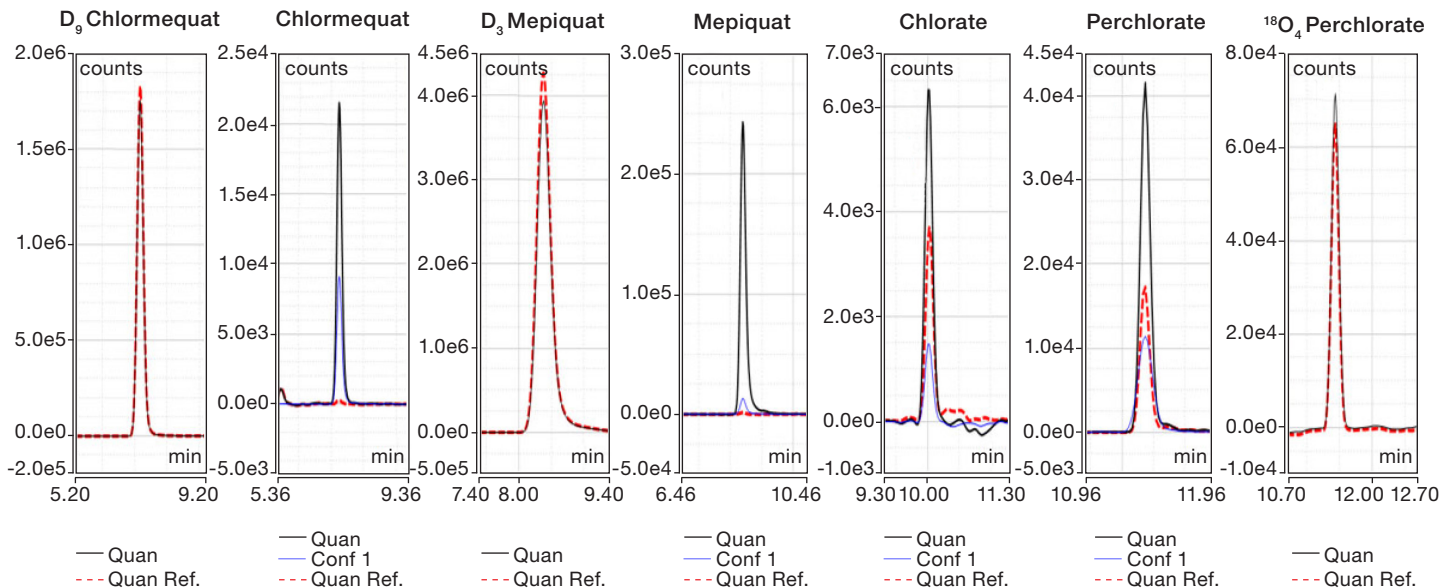 D9 Chlormequat
2.0e6
counts
1.5e6
1.0e6
5.0e5
0.0e0
-2.0e5
min
5.20 9.20
Quan
Quan Ref.
Chlormequat
2.5e4
counts
2.0e4
1.5e4
1.0e4
5.0e3
0.0e0
-5.0e3
min
5.36 9.36
Quan
Conf 1
Quan Ref.
D3 Mepiquat
4.5e6
counts
4.0e6
3.0e6
2.0e6
1.0e6
0.0e0
-5.0e5
min
7.40 8.00 9.40
Quan
Quan Ref.
Mepiquat
3.0e5
counts
2.0e5
1.0e5
0.0e0
-5.0e4
min
6.46 10.46
Quan
Conf 1
Quan Ref.
Chlorate
7.0e3
counts
6.0e3
4.0e3
2.0e3
0.0e0
-1.0e3
min
9.30 10.00 11.30
Quan
Conf 1
Quan Ref.
Perchlorate
4.5e4
counts
4.0e4
3.0e4
2.0e4
1.0e4
0.0e0
-5.0e3
min
10.96 11.96
Quan
Conf 1
Quan Ref.
18O4 Perchlorate
8.0e4
counts
6.0e4
4.0e4
2.0e4
0.0e0
-1.0e4
min
10.70 12.00 12.70
Quan
Quan Ref.